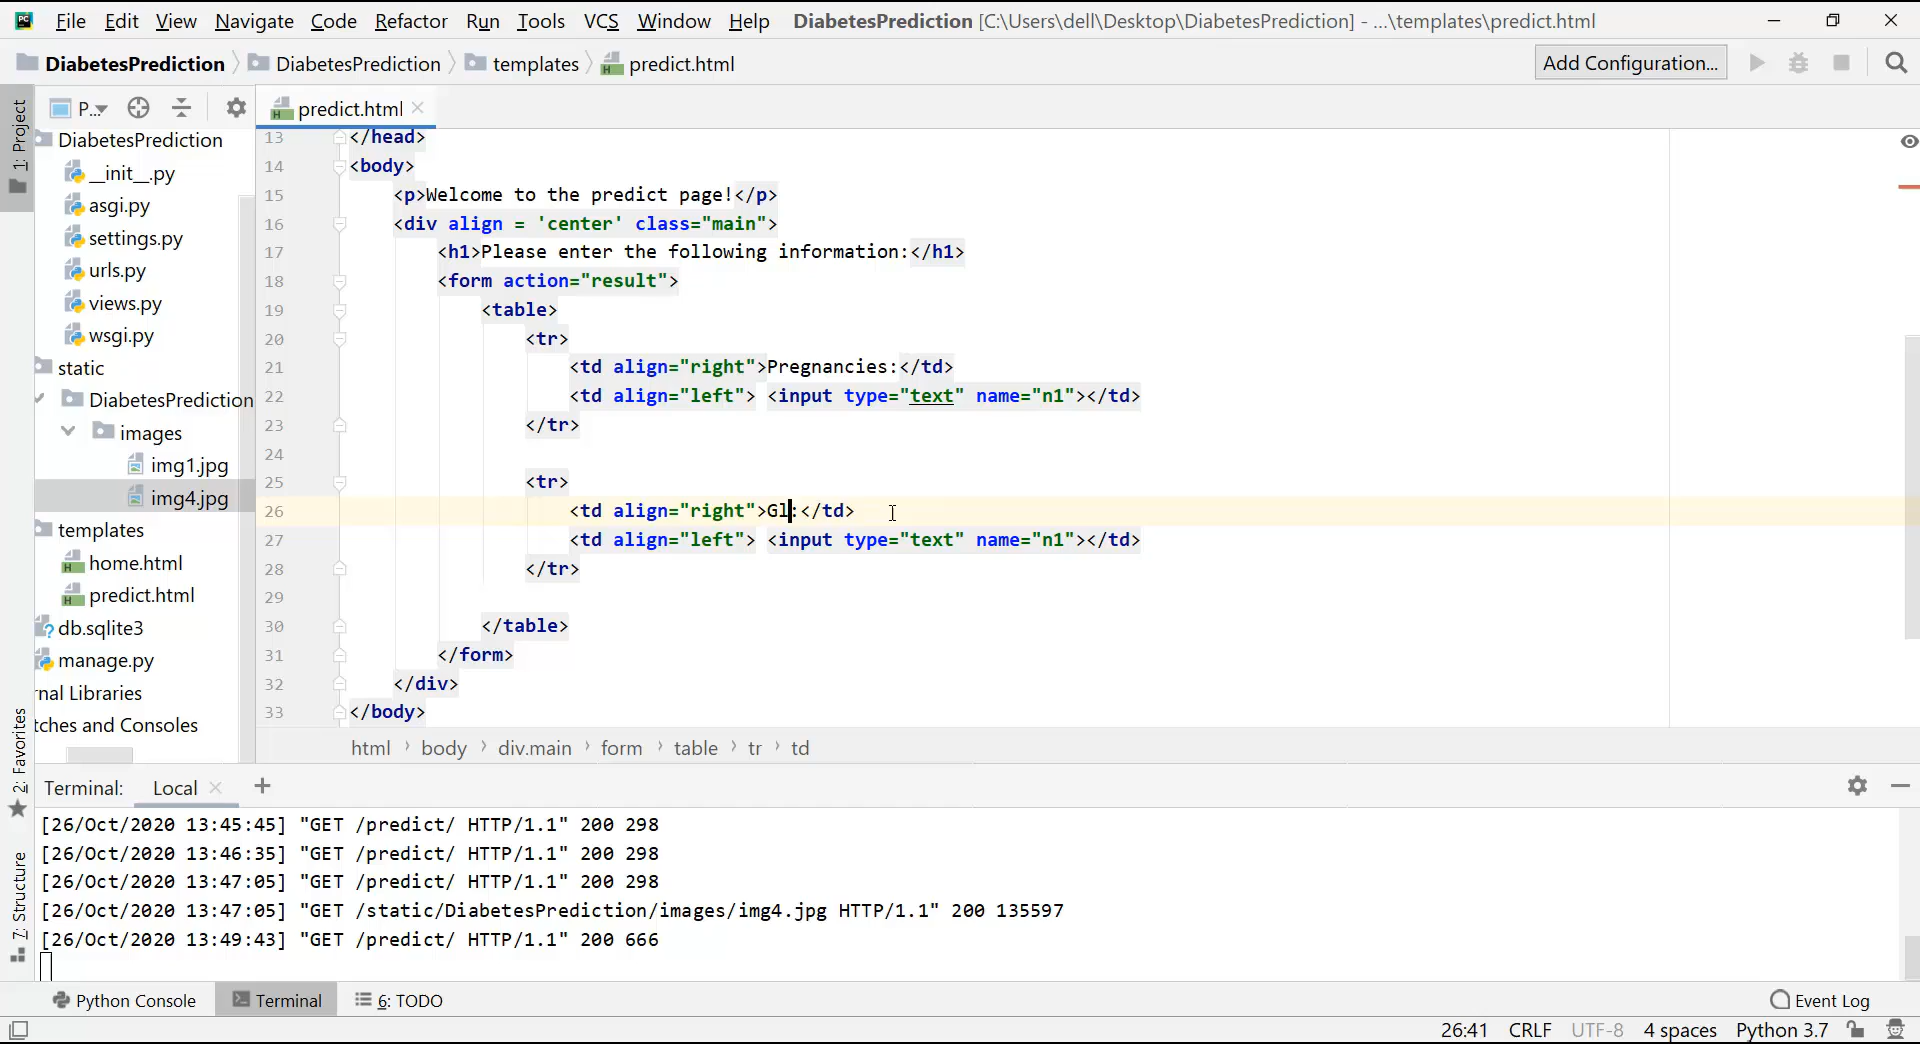 File Edit View Navigate Code Refactor Run Tools VCS Window Help DiabetesPrediction [C:\Users\dell\Desktop\DiabetesPrediction] - ...\templates\predict.html
DiabetesPrediction DiabetesPrediction templates predict.html Add Configuration...
1: Project
P...
predict.html
DiabetesPrediction
__init__.py
asgi.py
settings.py
urls.py
views.py
wsgi.py
static
DiabetesPrediction
images
img1.jpg
img4.jpg
templates
home.html
predict.html
db.sqlite3
manage.py
rnal Libraries
tches and Consoles
13 </head>
14 <body>
15 <p>Welcome to the predict page!</p>
16 <div align = 'center' class="main">
17 <h1>Please enter the following information:</h1>
18 <form action="result">
19 <table>
20 <tr>
21 <td align="right">Pregnancies:</td>
22 <td align="left"> <input type="text" name="n1"></td>
23 </tr>
24
25 <tr>
26 <td align="right">Gl:</td>
27 <td align="left"> <input type="text" name="n1"></td>
28 </tr>
29
30 </table>
31 </form>
32 </div>
33 </body>
html body div.main form table tr td
2: Favorites
7: Structure
Terminal: Local
[26/Oct/2020 13:45:45] "GET /predict/ HTTP/1.1" 200 298
[26/Oct/2020 13:46:35] "GET /predict/ HTTP/1.1" 200 298
[26/Oct/2020 13:47:05] "GET /predict/ HTTP/1.1" 200 298
[26/Oct/2020 13:47:05] "GET /static/DiabetesPrediction/images/img4.jpg HTTP/1.1" 200 135597
[26/Oct/2020 13:49:43] "GET /predict/ HTTP/1.1" 200 666
Python Console Terminal 6: TODO Event Log
26:41 CRLF UTF-8 4 spaces Python 3.7